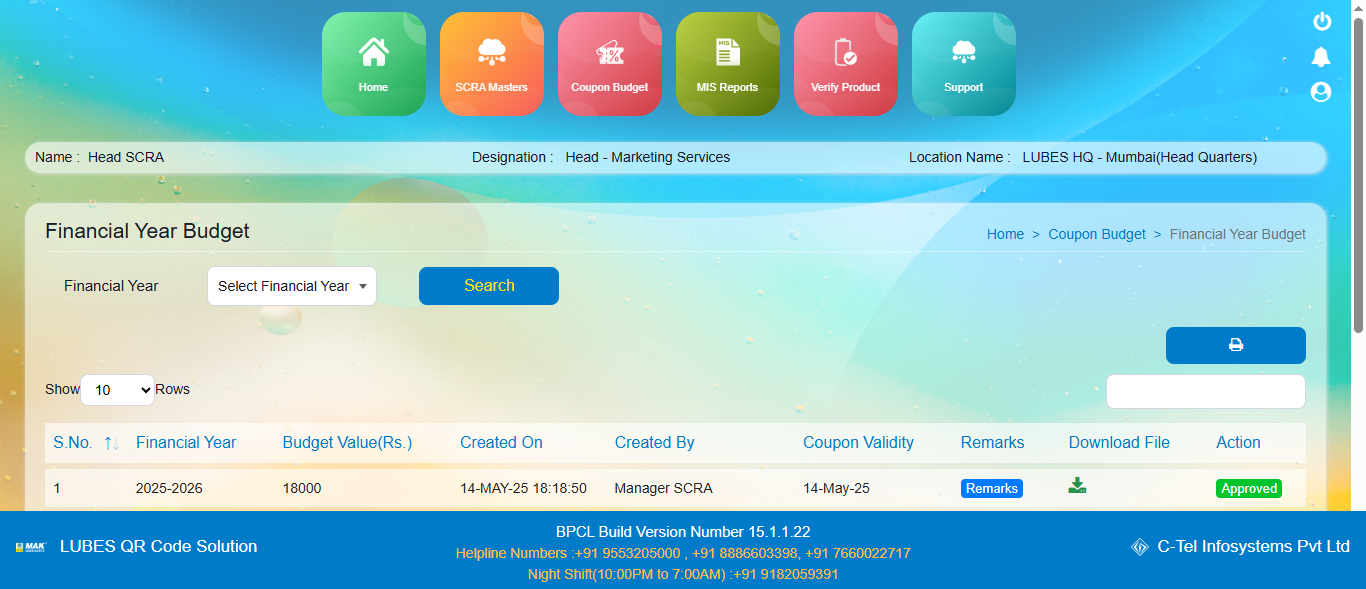 Home SCRA Masters Coupon Budget MIS Reports Verify Product Support
Name : Head SCRA Designation : Head - Marketing Services Location Name : LUBES HQ - Mumbai(Head Quarters)
Financial Year Budget
Home > Coupon Budget > Financial Year Budget
Financial Year Select Financial Year Search
Show 10 Rows
S.No. Financial Year Budget Value(Rs.) Created On Created By Coupon Validity Remarks Download File Action
1 2025-2026 18000 14-MAY-25 18:18:50 Manager SCRA 14-May-25 Remarks Approved
MAK LUBES QR Code Solution
BPCL Build Version Number 15.1.1.22
Helpline Numbers :+91 9553205000 , +91 8886603398, +91 7660022717
Night Shift(10:00PM to 7:00AM) :+91 9182059391
C-Tel Infosystems Pvt Ltd